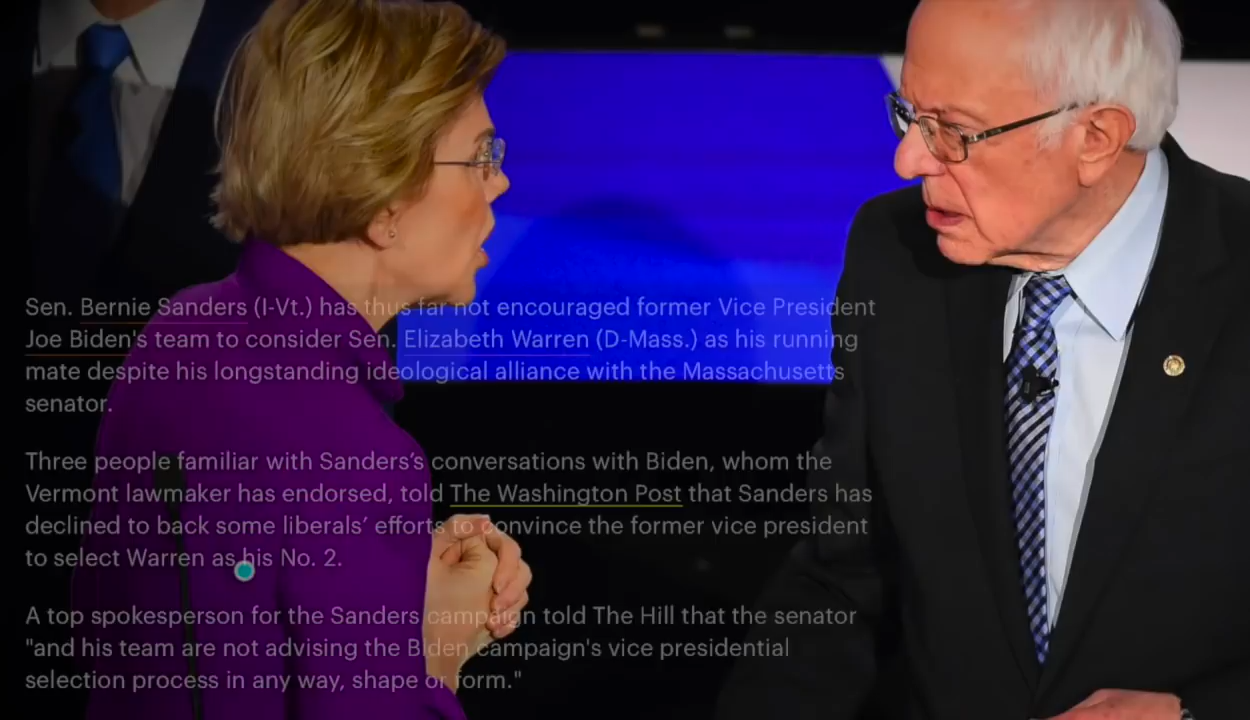 Sen. Bernie Sanders (I-Vt.) has thus far not encouraged former Vice President
Joe Biden's team to consider Sen. Elizabeth Warren (D-Mass.) as his running
mate despite his longstanding ideological alliance with the Massachusetts
senator.
Three people familiar with Sanders’s conversations with Biden, whom the
Vermont lawmaker has endorsed, told The Washington Post that Sanders has
declined to back some liberals’ efforts to convince the former vice president
to select Warren as his No. 2.
A top spokesperson for the Sanders campaign told The Hill that the senator
"and his team are not advising the Biden campaign's vice presidential
selection process in any way, shape or form."